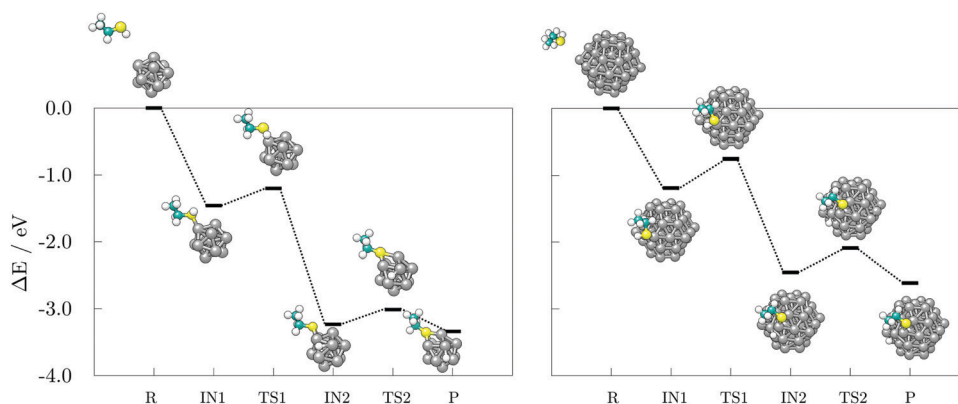 0.0
-1.0
-2.0
-3.0
-4.0
ΔE / eV
R IN1 TS1 IN2 TS2 P
R IN1 TS1 IN2 TS2 P